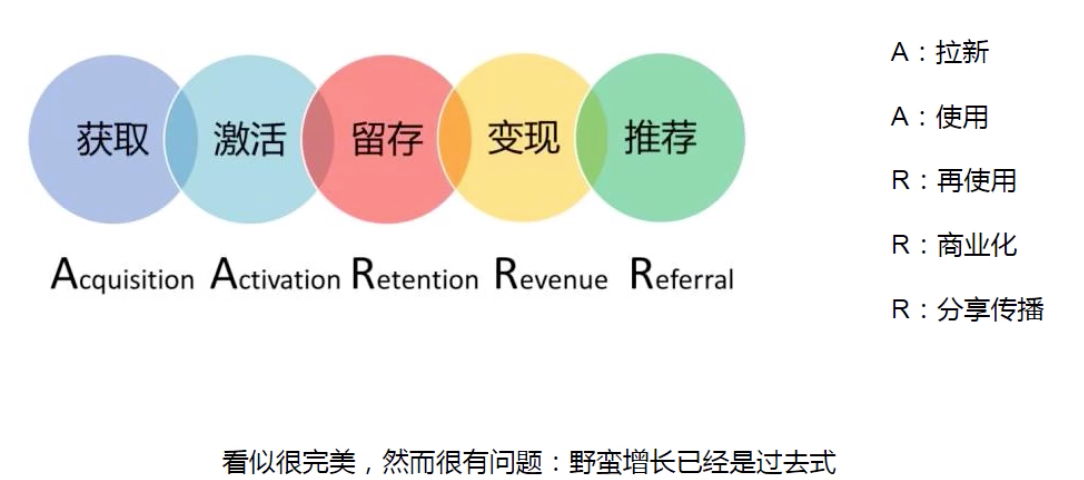 获取 激活 留存 变现 推荐
Acquisition Activation Retention Revenue Referral
A：拉新
A：使用
R：再使用
R：商业化
R：分享传播
看似很完美，然而很有问题：野蛮增长已经是过去式